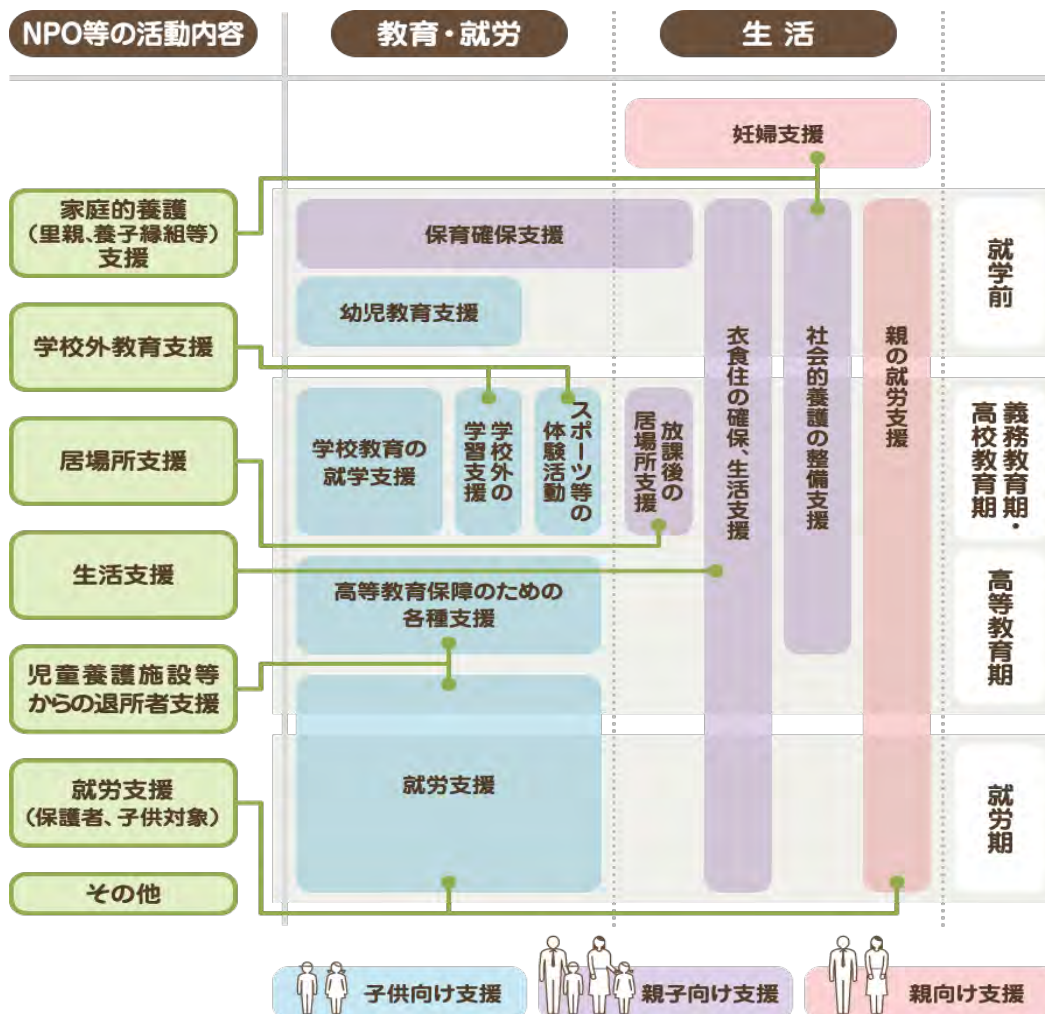 NPO等の活動内容
教育・就労
生活
妊婦支援
家庭的養護
(里親、養子縁組等)
支援
学校外教育支援
居場所支援
生活支援
児童養護施設等
からの退所者支援
就労支援
(保護者、子供対象)
その他
保育確保支援
幼児教育支援
学校教育の
就学支援
学校外の
学習支援
スポーツ等の
体験活動
放課後の
居場所支援
衣食住の確保、生活支援
社会的養護の整備支援
親の就労支援
高等教育保障のための
各種支援
就労支援
就学前
義務教育期・
高校教育期
高等教育期
就労期
子供向け支援
親子向け支援
親向け支援